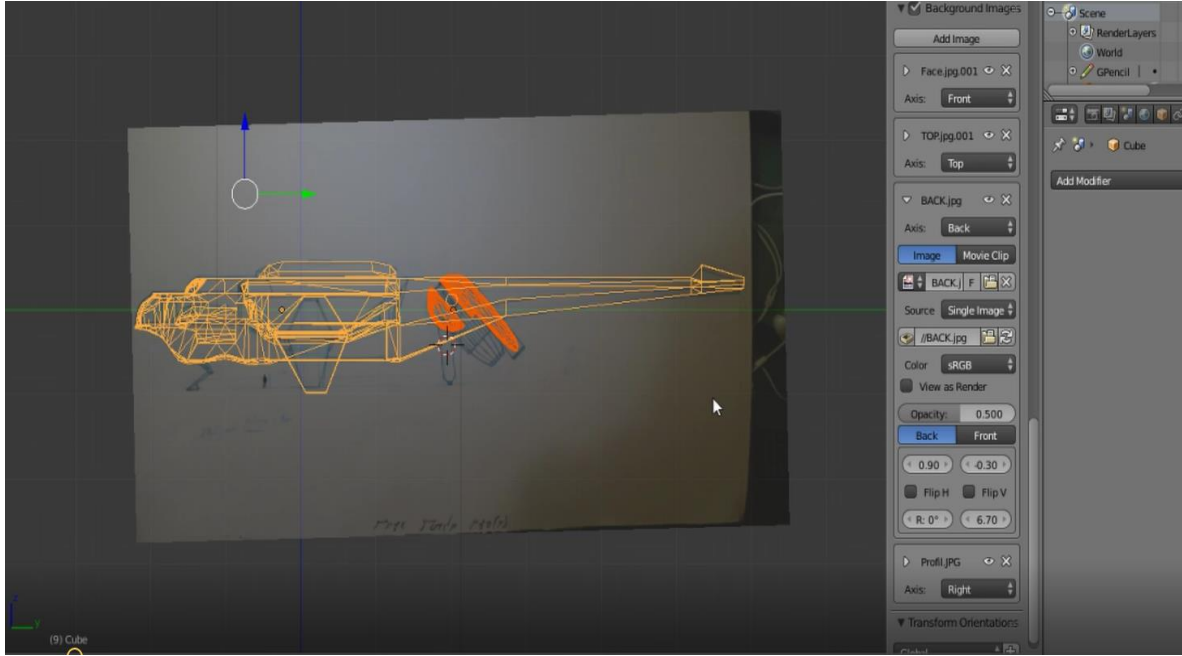 Background Images
Add Image
Face.jpg.001
Axis: Front
TOP.jpg.001
Axis: Top
BACK.jpg
Axis: Back
Image Movie Clip
BACK.j F
Source Single Image
//BACK.jpg
Color sRGB
View as Render
Opacity: 0.500
Back Front
0.90 -0.30
Flip H Flip V
R: 0° 6.70
Profil.JPG
Axis: Right
Transform Orientations
Global
Scene
RenderLayers
World
GPencil
Cube
Add Modifier
z
y
(9) Cube